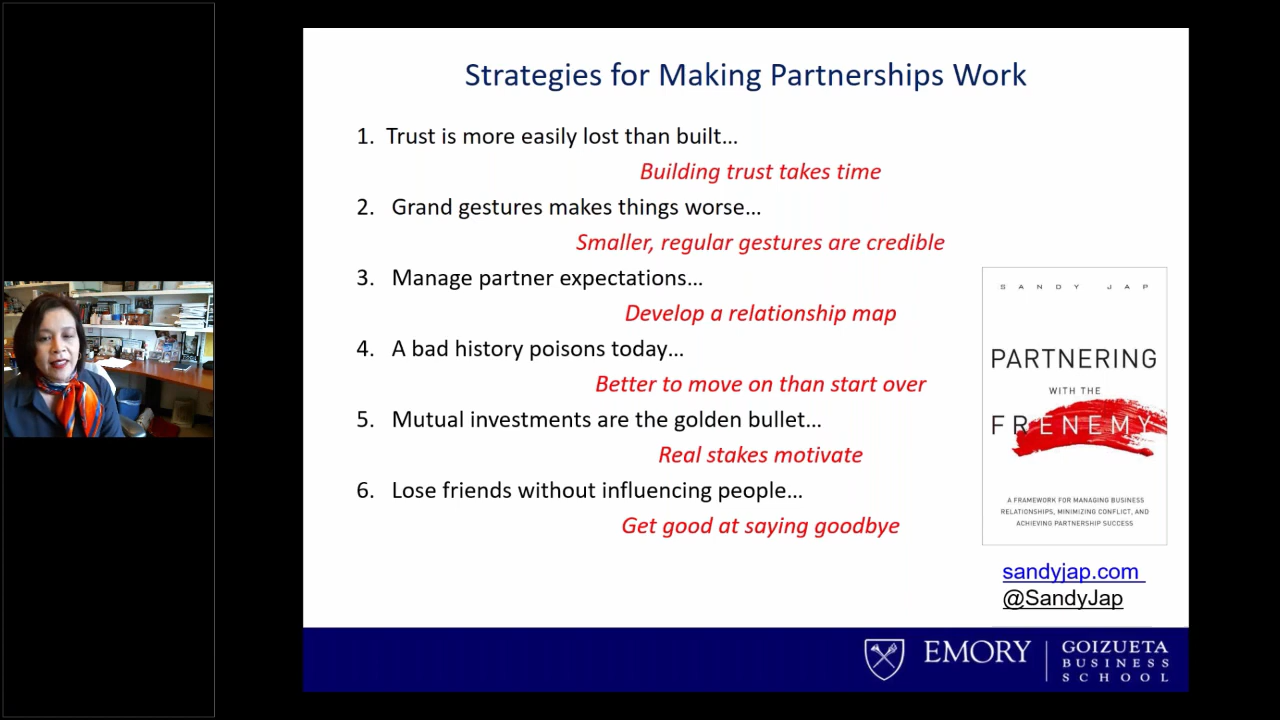 Strategies for Making Partnerships Work
1. Trust is more easily lost than built...
Building trust takes time
2. Grand gestures makes things worse...
Smaller, regular gestures are credible
3. Manage partner expectations...
Develop a relationship map
4. A bad history poisons today...
Better to move on than start over
5. Mutual investments are the golden bullet...
Real stakes motivate
6. Lose friends without influencing people...
Get good at saying goodbye
SANDY JAP
PARTNERING
WITH THE
FRENEMY
A FRAMEWORK FOR MANAGING BUSINESS
RELATIONSHIPS, MINIMIZING CONFLICT, AND
ACHIEVING PARTNERSHIP SUCCESS
sandyjap.com
@SandyJap
EMORY
GOIZUETA
BUSINESS
SCHOOL